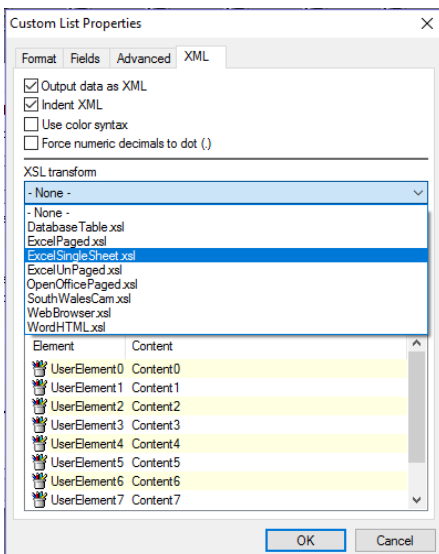 Custom List Properties
Format Fields Advanced XML
Output data as XML
Indent XML
Use color syntax
Force numeric decimals to dot (.)
XSL transform
- None -
- None -
DatabaseTable.xsl
ExcelPaged.xsl
ExcelSingleSheet.xsl
ExcelUnPaged.xsl
OpenOfficePaged.xsl
SouthWalesCam.xsl
WebBrowser.xsl
WordHTML.xsl
Element Content
UserElement0 Content0
UserElement1 Content1
UserElement2 Content2
UserElement3 Content3
UserElement4 Content4
UserElement5 Content5
UserElement6 Content6
UserElement7 Content7
OK Cancel